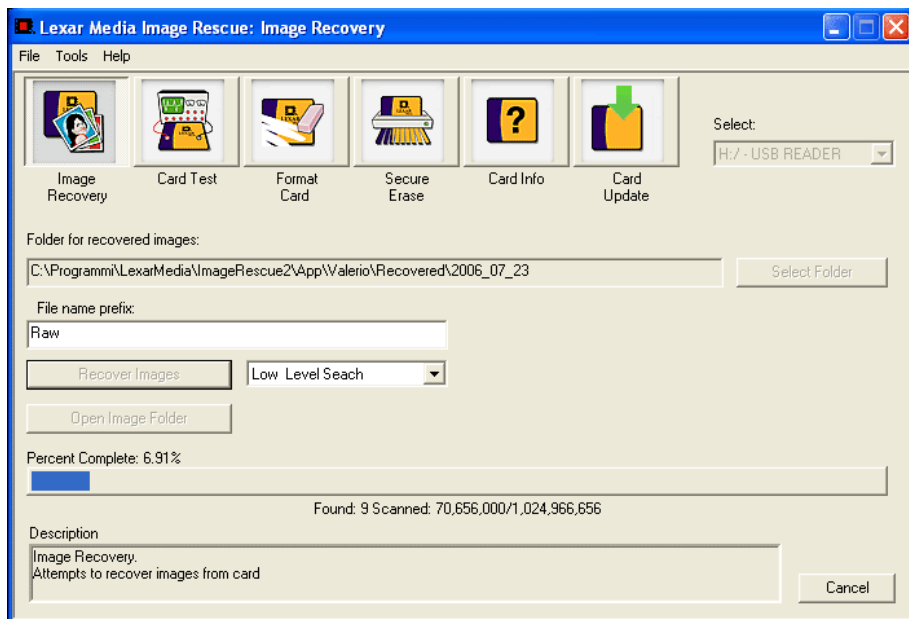 Lexar Media Image Rescue: Image Recovery
File Tools Help
Image
Recovery
Card Test
Format
Card
Secure
Erase
Card Info
Card
Update
Select:
H:/ - USB READER
Folder for recovered images:
C:\Programmi\LexarMedia\ImageRescue2\App\Valerio\Recovered\2006_07_23
Select Folder
File name prefix:
Raw
Recover Images
Low Level Seach
Open Image Folder
Percent Complete: 6.91%
Found: 9 Scanned: 70,656,000/1,024,966,656
Description
Image Recovery.
Attempts to recover images from card
Cancel